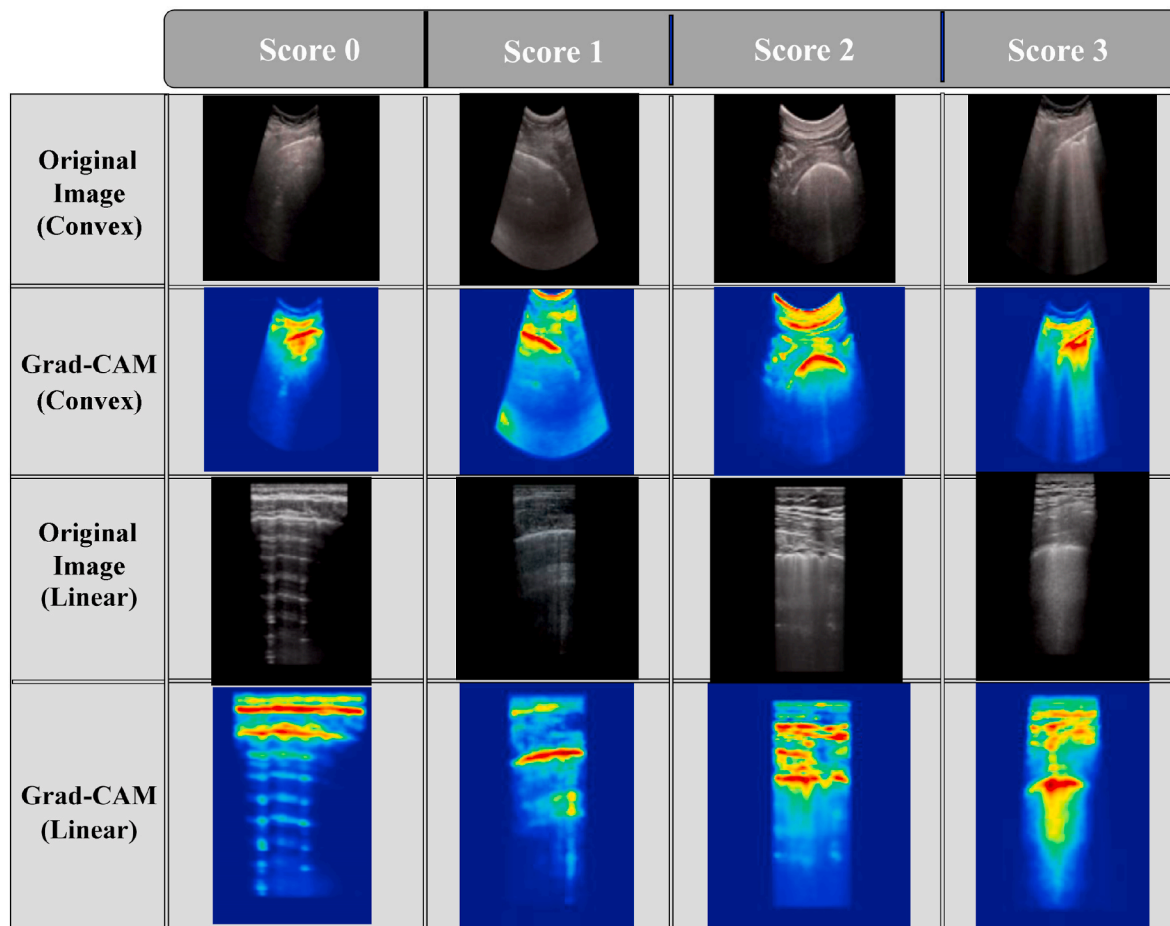 Score 0 Score 1 Score 2 Score 3
Original
Image
(Convex)
Grad-CAM
(Convex)
Original
Image
(Linear)
Grad-CAM
(Linear)